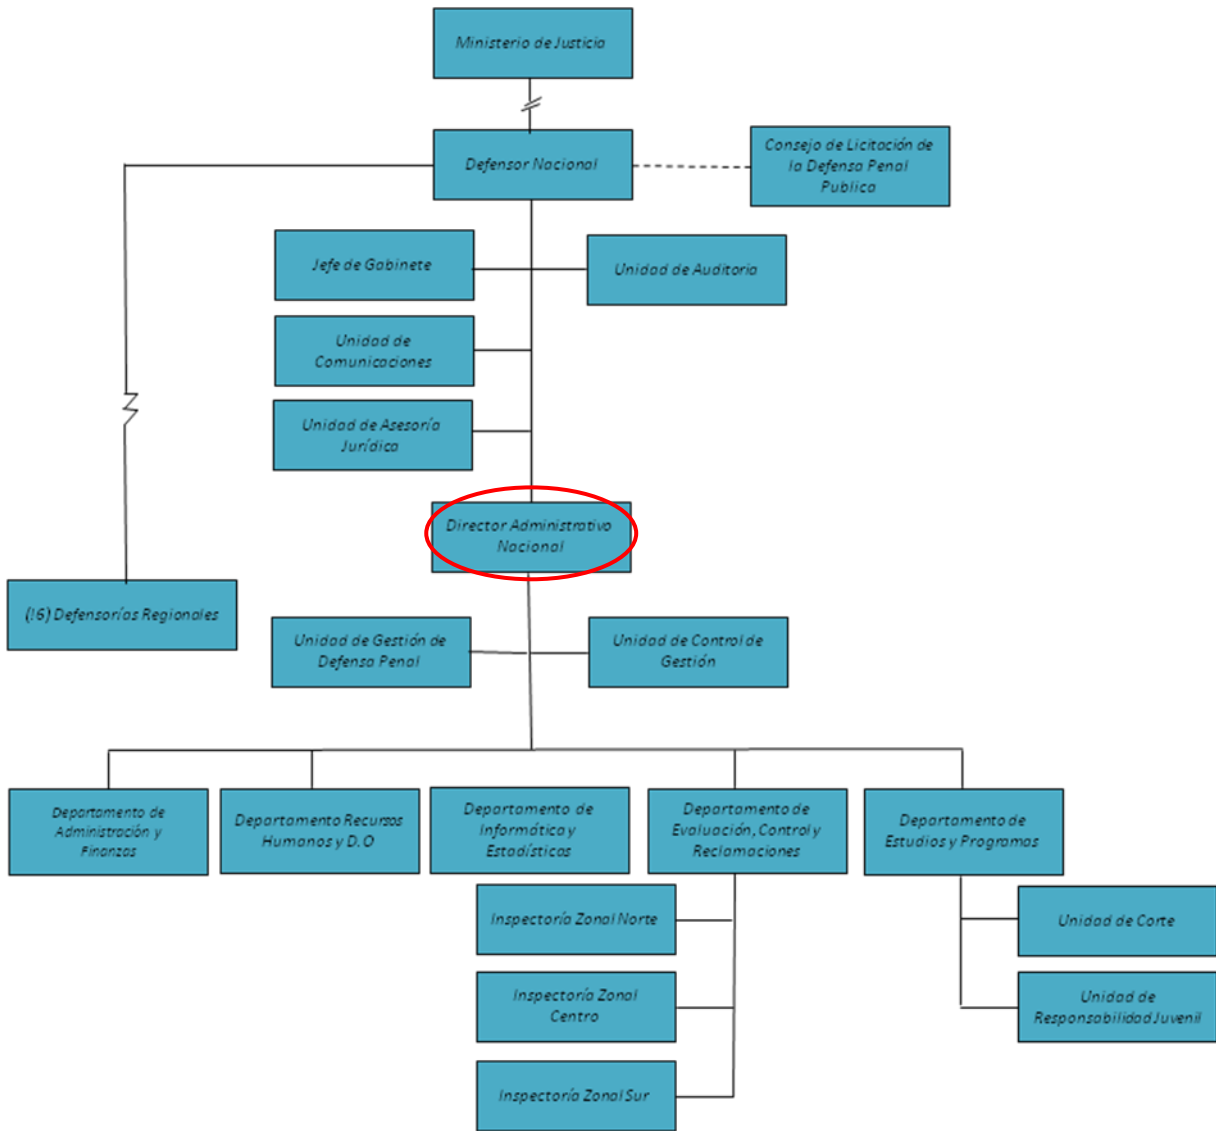 Ministerio de Justicia
Defensor Nacional
Consejo de Licitación de
la Defensa Penal
Publica
Jefe de Gabinete
Unidad de Auditoria
Unidad de
Comunicaciones
Unidad de Asesoría
Jurídica
Director Administrativo
Nacional
(!6) Defensorías Regionales
Unidad de Gestión de
Defensa Penal
Unidad de Control de
Gestión
Departamento de
Administración y
Finanzas
Departamento Recursos
Humanos y D.O
Departamento de
Informática y
Estadísticas
Departamento de
Evaluación, Control y
Reclamaciones
Departamento de
Estudios y Programas
Inspectoría Zonal Norte
Inspectoría Zonal
Centro
Inspectoría Zonal Sur
Unidad de Corte
Unidad de
Responsabilidad Juvenil